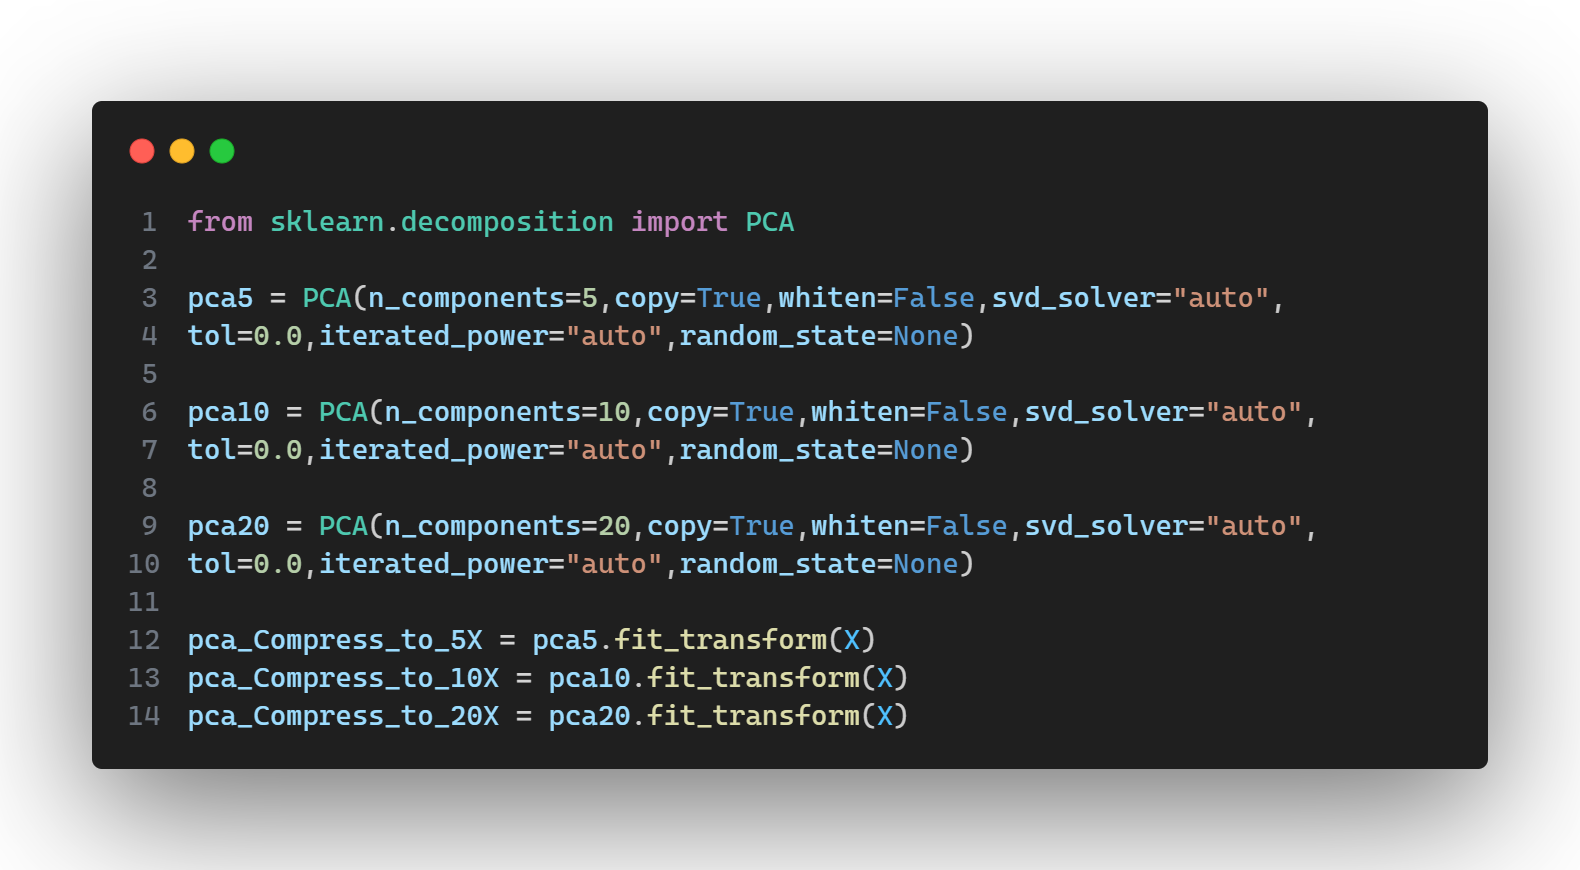 1 from sklearn.decomposition import PCA
2
3 pca5 = PCA(n_components=5,copy=True,whiten=False,svd_solver="auto",
4 tol=0.0,iterated_power="auto",random_state=None)
5
6 pca10 = PCA(n_components=10,copy=True,whiten=False,svd_solver="auto",
7 tol=0.0,iterated_power="auto",random_state=None)
8
9 pca20 = PCA(n_components=20,copy=True,whiten=False,svd_solver="auto",
10 tol=0.0,iterated_power="auto",random_state=None)
11
12 pca_Compress_to_5X = pca5.fit_transform(X)
13 pca_Compress_to_10X = pca10.fit_transform(X)
14 pca_Compress_to_20X = pca20.fit_transform(X)